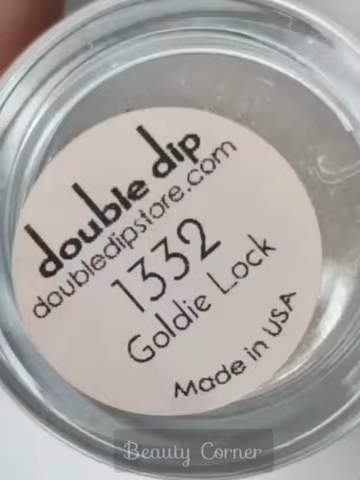 double dip
doubledipstore.com
1332
Goldie Lock
Made in USA
Beauty Corner